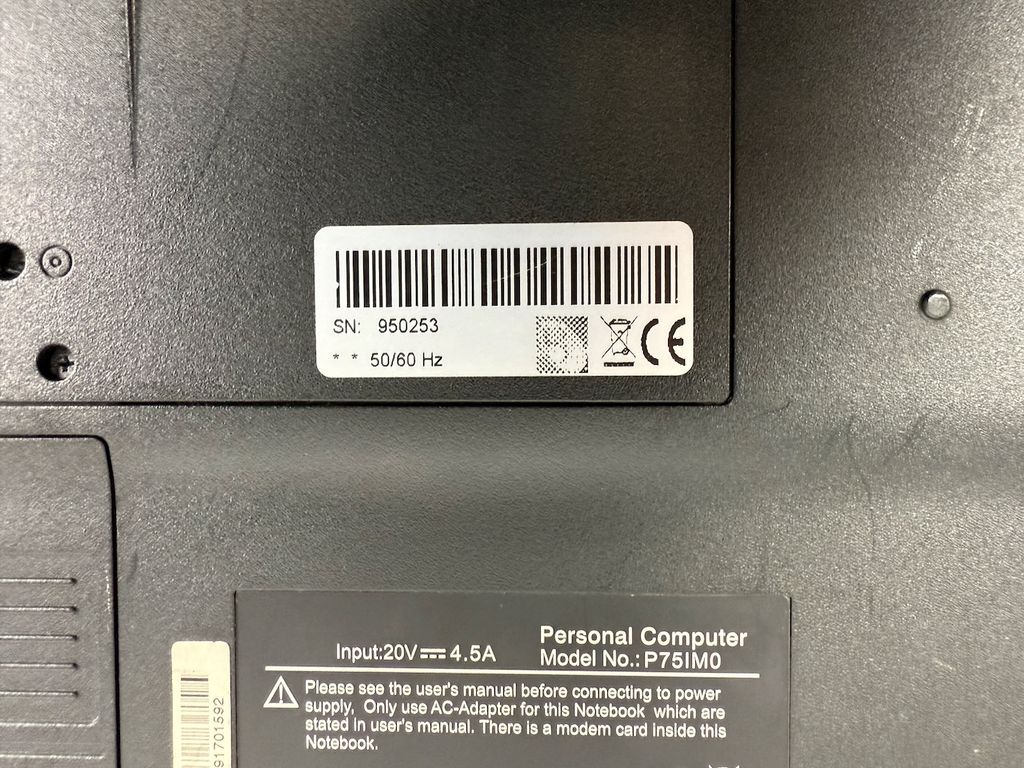 SN: 950253
* * 50/60 Hz
CE
Personal Computer
Input:20V⎓4.5A
Model No.: P75IM0
Please see the user's manual before connecting to power
supply, Only use AC-Adapter for this Notebook which are
stated in user's manual. There is a modem card inside this
Notebook.
91701592